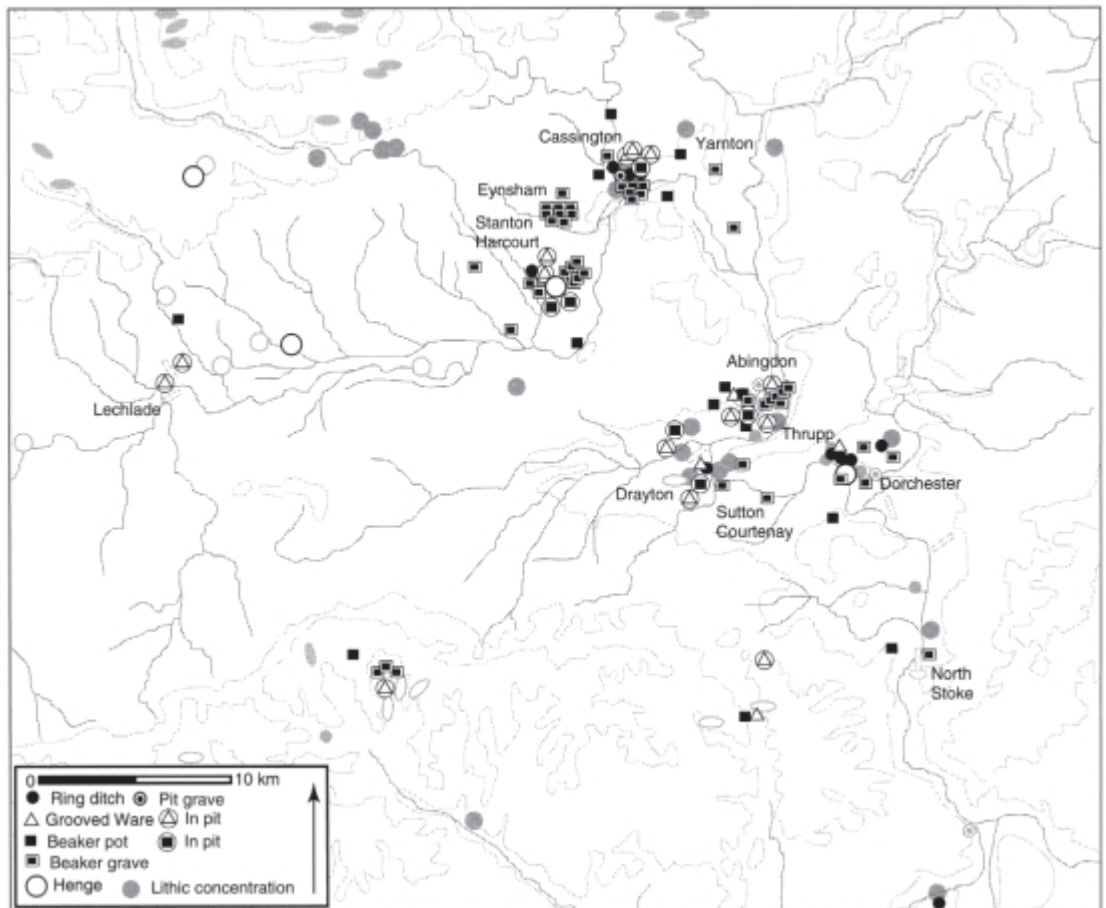 Cassington
Yarnton
Eynsham
Stanton
Harcourt
Abingdon
Lechlade
Thrupp
Drayton
Dorchester
Sutton
Courtenay
North
Stoke
0 10 km
Ring ditch Pit grave
Grooved Ware In pit
Beaker pot In pit
Beaker grave
Henge Lithic concentration